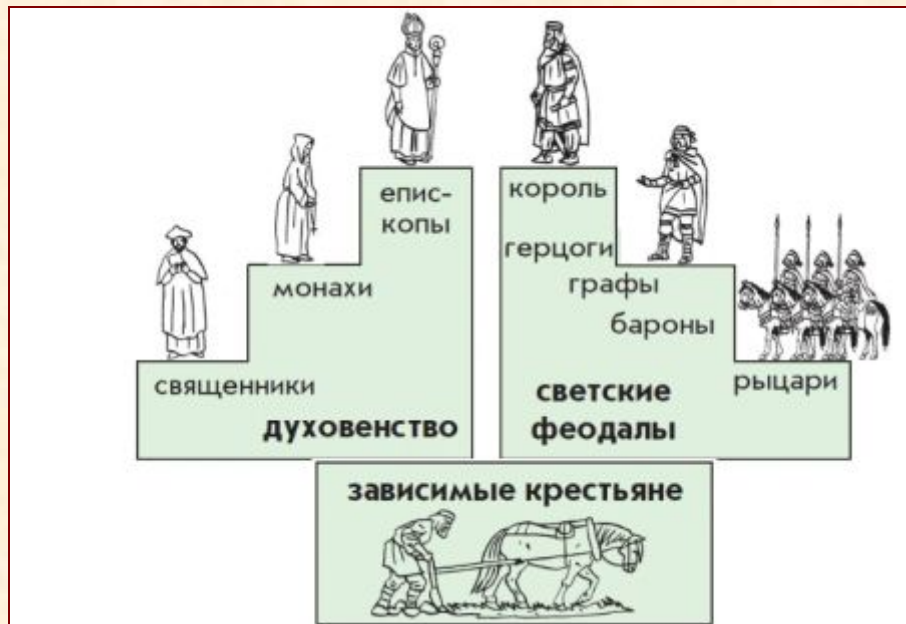 епис-
копы
монахи
священники
духовенство
король
герцоги
графы
бароны
рыцари
светские
феодалы
зависимые крестьяне